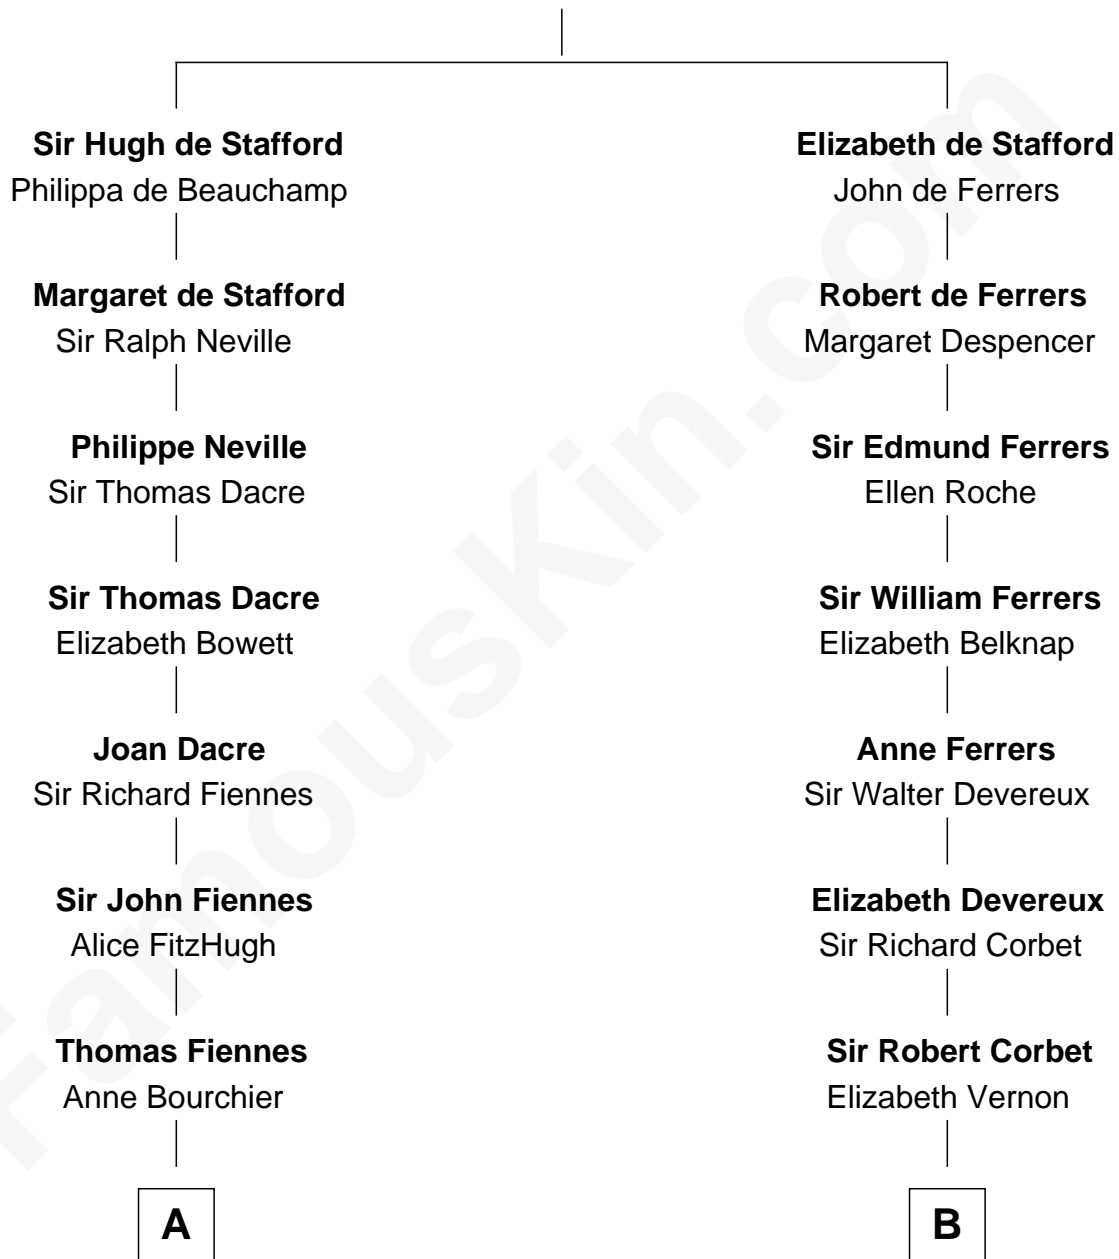 Sir Hugh de Stafford
Philippa de Beauchamp
Margaret de Stafford
Sir Ralph Neville
Philippe Neville
Sir Thomas Dacre
Sir Thomas Dacre
Elizabeth Bowett
Joan Dacre
Sir Richard Fiennes
Sir John Fiennes
Alice FitzHugh
Thomas Fiennes
Anne Bourchier
A
Elizabeth de Stafford
John de Ferrers
Robert de Ferrers
Margaret Despencer
Sir Edmund Ferrers
Ellen Roche
Sir William Ferrers
Elizabeth Belknap
Anne Ferrers
Sir Walter Devereux
Elizabeth Devereux
Sir Richard Corbet
Sir Robert Corbet
Elizabeth Vernon
B
FamousKin.com